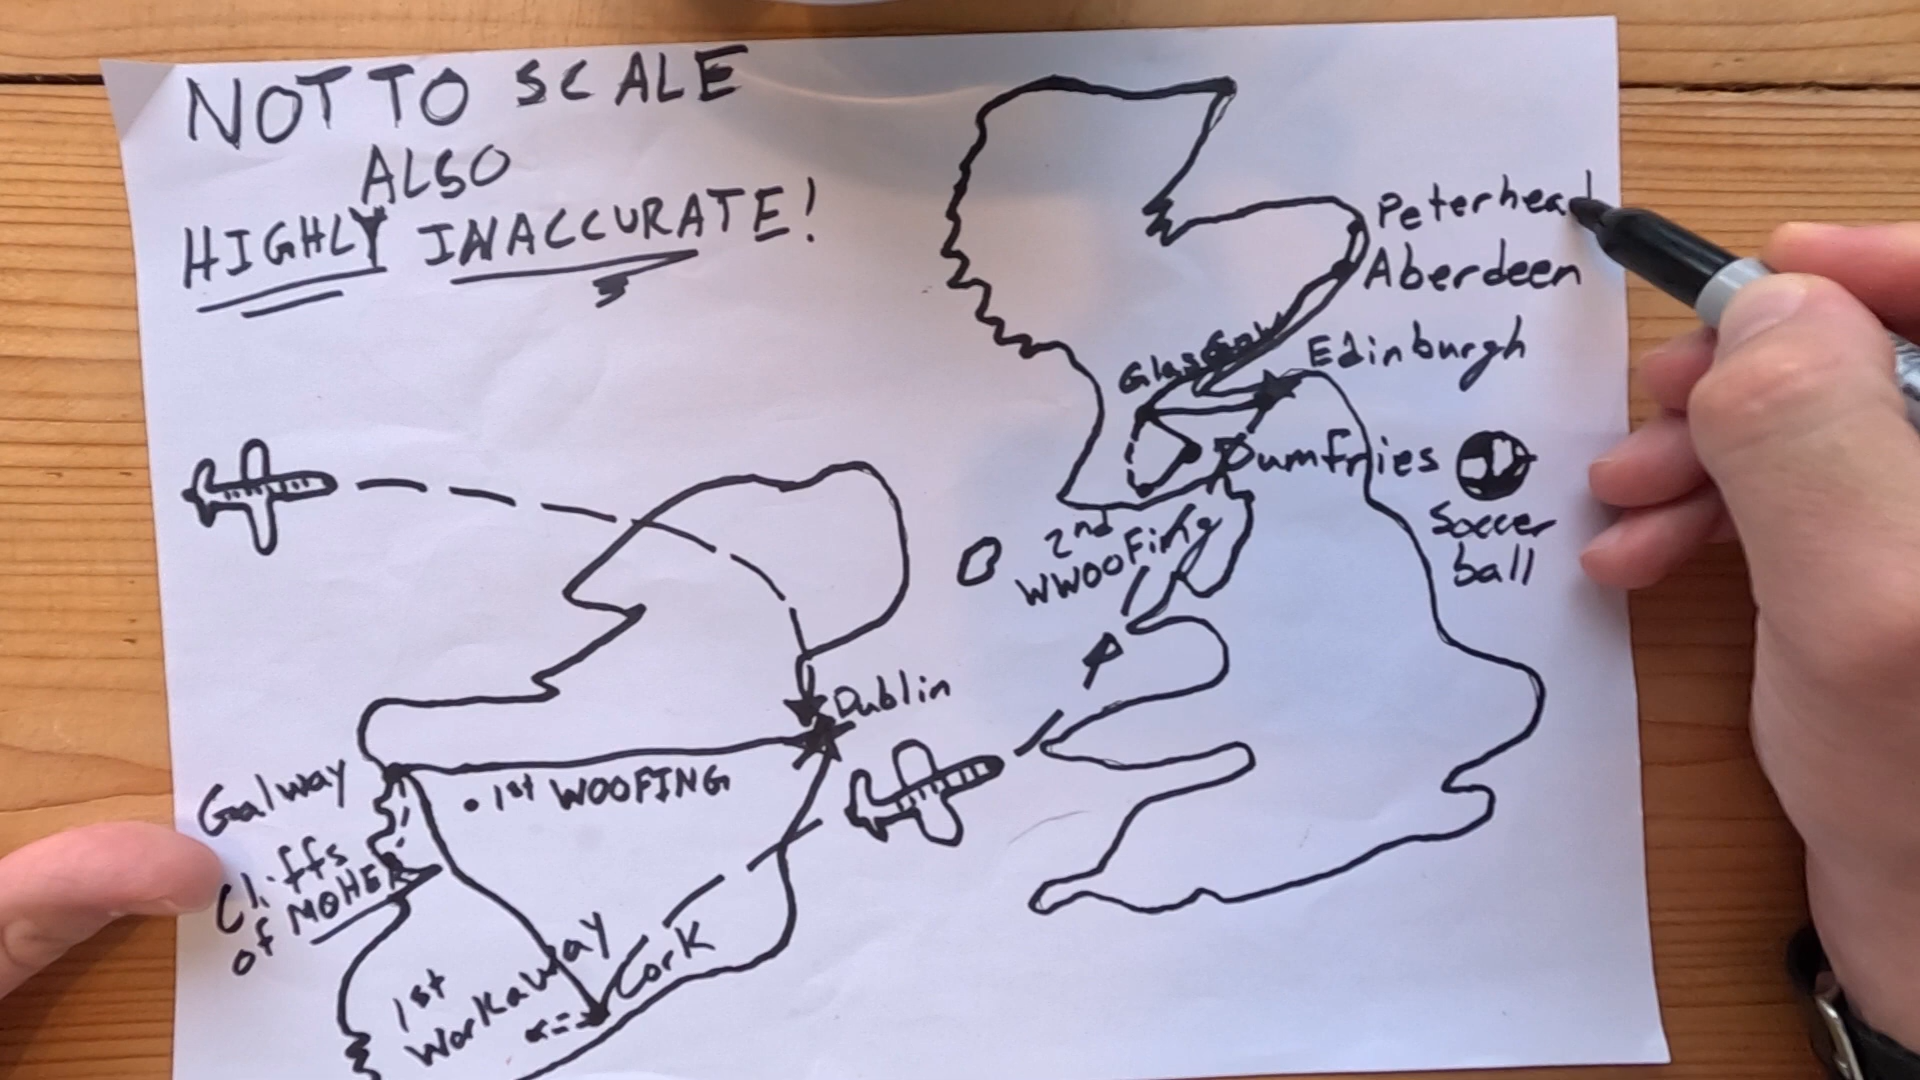 NOT TO SCALE
ALSO
HIGHLY INACCURATE!
Peterhead
Aberdeen
Edinburgh
Glasgow
Dumfries
Soccer
ball
2nd
WWOOFing
Dublin
Galway
• 1st WOOFING
Cliffs
of MOHER
1st
Workaway
Cork